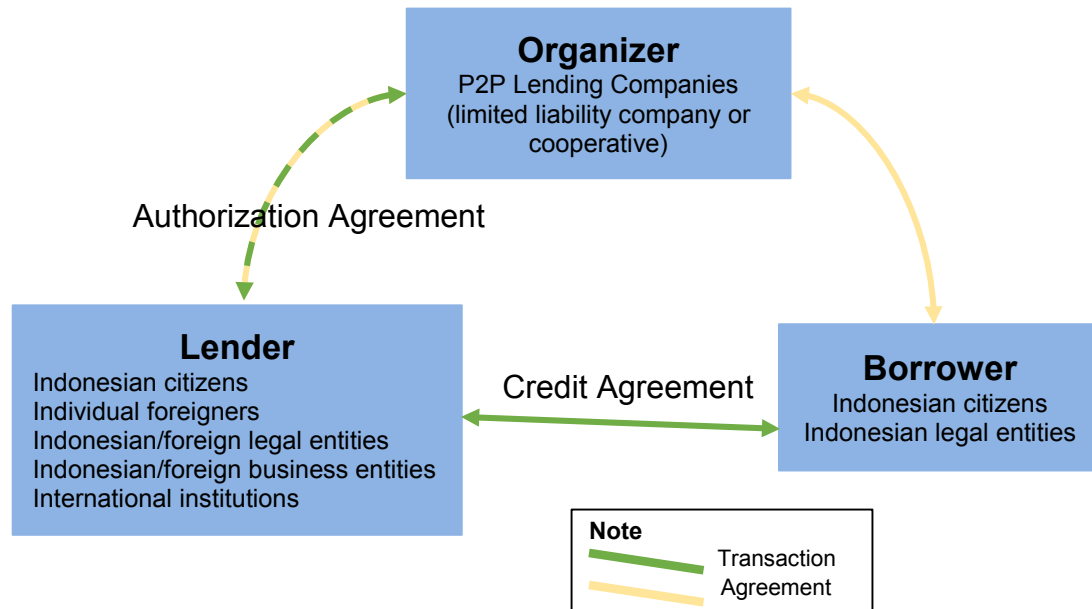 Organizer
P2P Lending Companies
(limited liability company or
cooperative)
Authorization Agreement
Lender
Indonesian citizens
Individual foreigners
Indonesian/foreign legal entities
Indonesian/foreign business entities
International institutions
Credit Agreement
Borrower
Indonesian citizens
Indonesian legal entities
Note
Transaction
Agreement